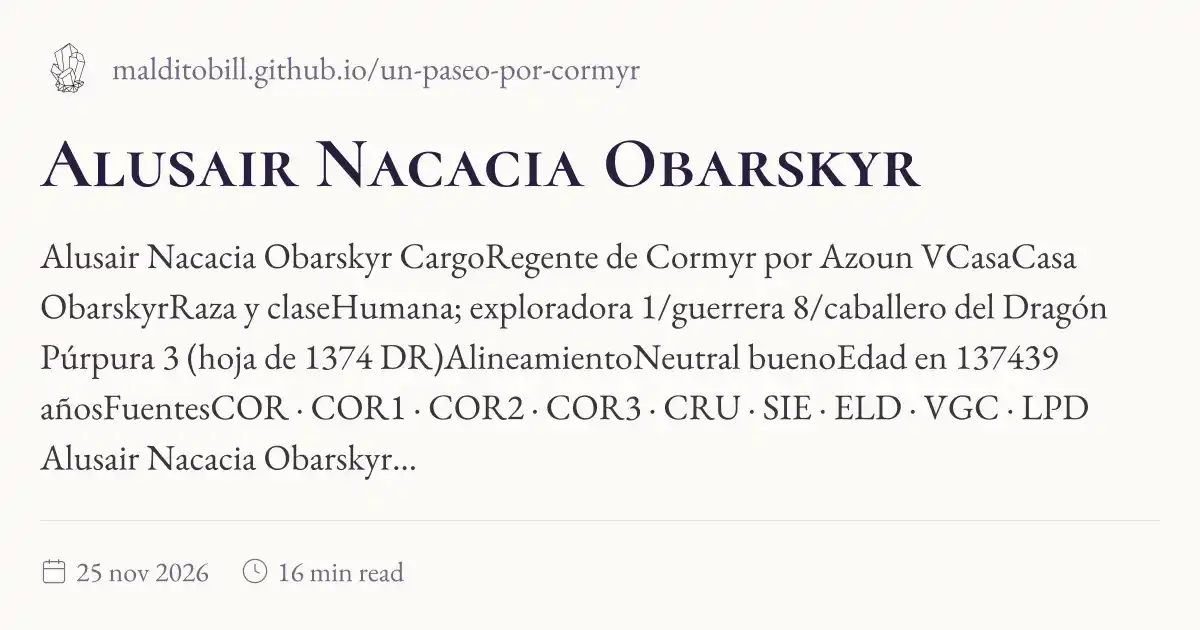 malditobill.github.io/un-paseo-por-cormyr
Alusair Nacacia Obarskyr
Alusair Nacacia Obarskyr CargoRegente de Cormyr por Azoun VCasaCasa
ObarskyrRaza y claseHumana; exploradora 1/guerrera 8/caballero del Dragón
Púrpura 3 (hoja de 1374 DR)AlineamientoNeutral buenoEdad en 137439
añosFuentesCOR · COR1 · COR2 · COR3 · CRU · SIE · ELD · VGC · LPD
Alusair Nacacia Obarskyr...
25 nov 2026 16 min read